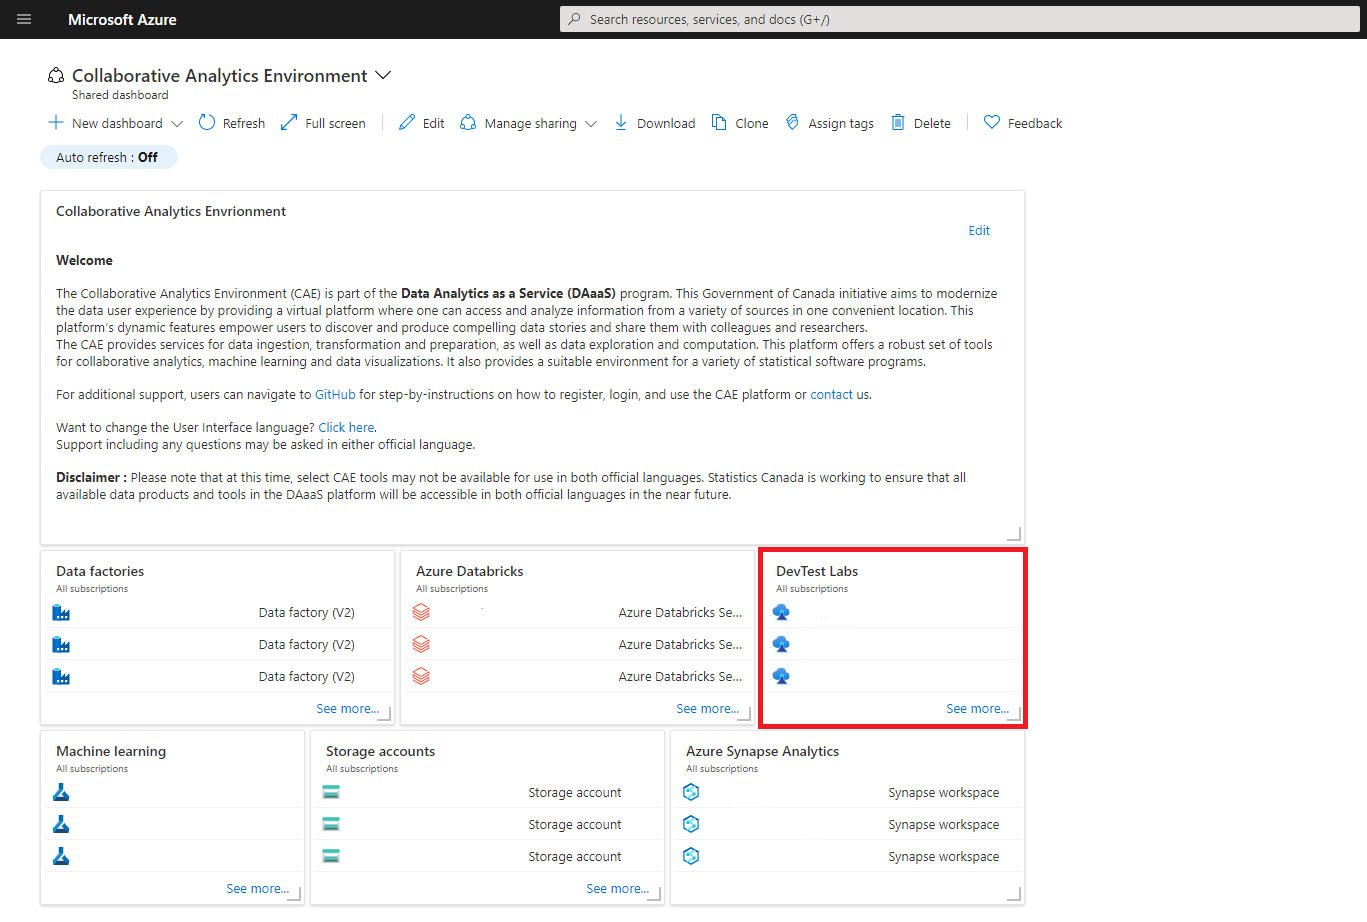 Microsoft Azure
Search resources, services, and docs (G+/)
Collaborative Analytics Environment
Shared dashboard
New dashboard Refresh Full screen Edit Manage sharing Download Clone Assign tags Delete Feedback
Auto refresh : Off
Collaborative Analytics Envrionment
Edit
Welcome
The Collaborative Analytics Environment (CAE) is part of the Data Analytics as a Service (DAaaS) program. This Government of Canada initiative aims to modernize
the data user experience by providing a virtual platform where one can access and analyze information from a variety of sources in one convenient location. This
platform's dynamic features empower users to discover and produce compelling data stories and share them with colleagues and researchers.
The CAE provides services for data ingestion, transformation and preparation, as well as data exploration and computation. This platform offers a robust set of tools
for collaborative analytics, machine learning and data visualizations. It also provides a suitable environment for a variety of statistical software programs.
For additional support, users can navigate to GitHub for step-by-instructions on how to register, login, and use the CAE platform or contact us.
Want to change the User Interface language? Click here.
Support including any questions may be asked in either official language.
Disclaimer : Please note that at this time, select CAE tools may not be available for use in both official languages. Statistics Canada is working to ensure that all
available data products and tools in the DAaaS platform will be accessible in both official languages in the near future.
Data factories
All subscriptions
Data factory (V2)
Data factory (V2)
Data factory (V2)
See more...
Azure Databricks
All subscriptions
Azure Databricks Se...
Azure Databricks Se...
Azure Databricks Se...
See more...
DevTest Labs
All subscriptions
See more...
Machine learning
All subscriptions
See more...
Storage accounts
All subscriptions
Storage account
Storage account
Storage account
See more...
Azure Synapse Analytics
All subscriptions
Synapse workspace
Synapse workspace
Synapse workspace